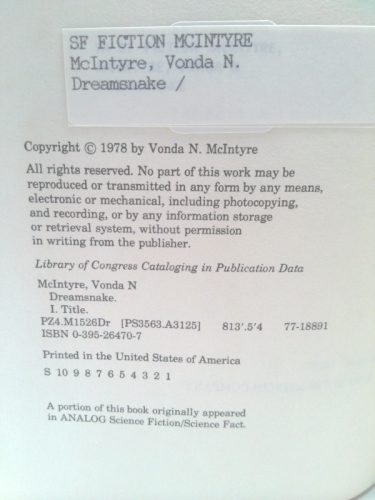 SF FICTION MCINTYRE
McIntyre, Vonda N.
Dreamsnake /
Copyright © 1978 by Vonda N. McIntyre
All rights reserved. No part of this work may be
reproduced or transmitted in any form by any means,
electronic or mechanical, including photocopying,
and recording, or by any information storage
or retrieval system, without permission
in writing from the publisher.
Library of Congress Cataloging in Publication Data
McIntyre, Vonda N
Dreamsnake.
I. Title.
PZ4.M1526Dr [PS3563.A3125] 813'.5'4 77-18891
ISBN 0-395-26470-7
Printed in the United States of America
S 10 9 8 7 6 5 4 3 2 1
A portion of this book originally appeared
in ANALOG Science Fiction/Science Fact.